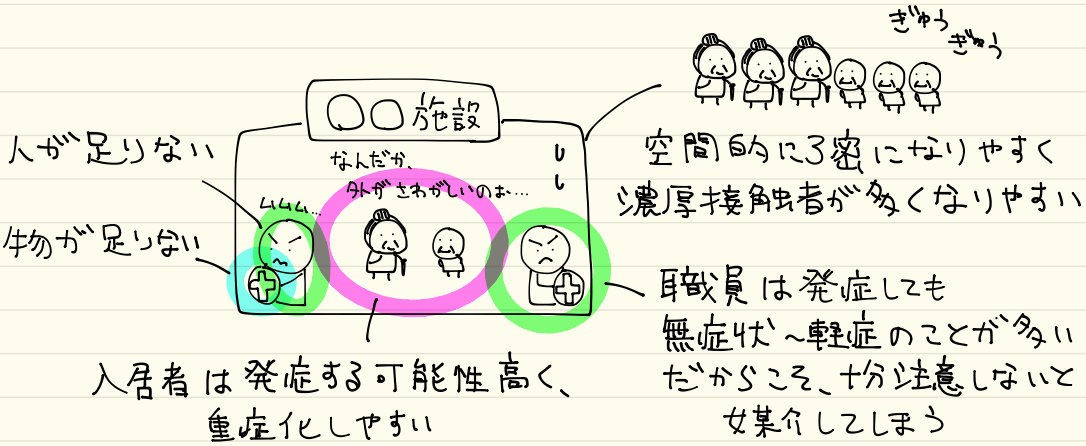 ぎゅう
ぎゅう
〇〇施設
人が足りない
物が足りない
なんだか、
外がさわがしいのぉ…
ムムム…
空間的に3密になりやすく
濃厚接触者が多くなりやすい
職員は発症しても
無症状～軽症のことが多い
だからこそ、十分注意しないと
媒介してしまう
入居者は発症する可能性高く、
重症化しやすい